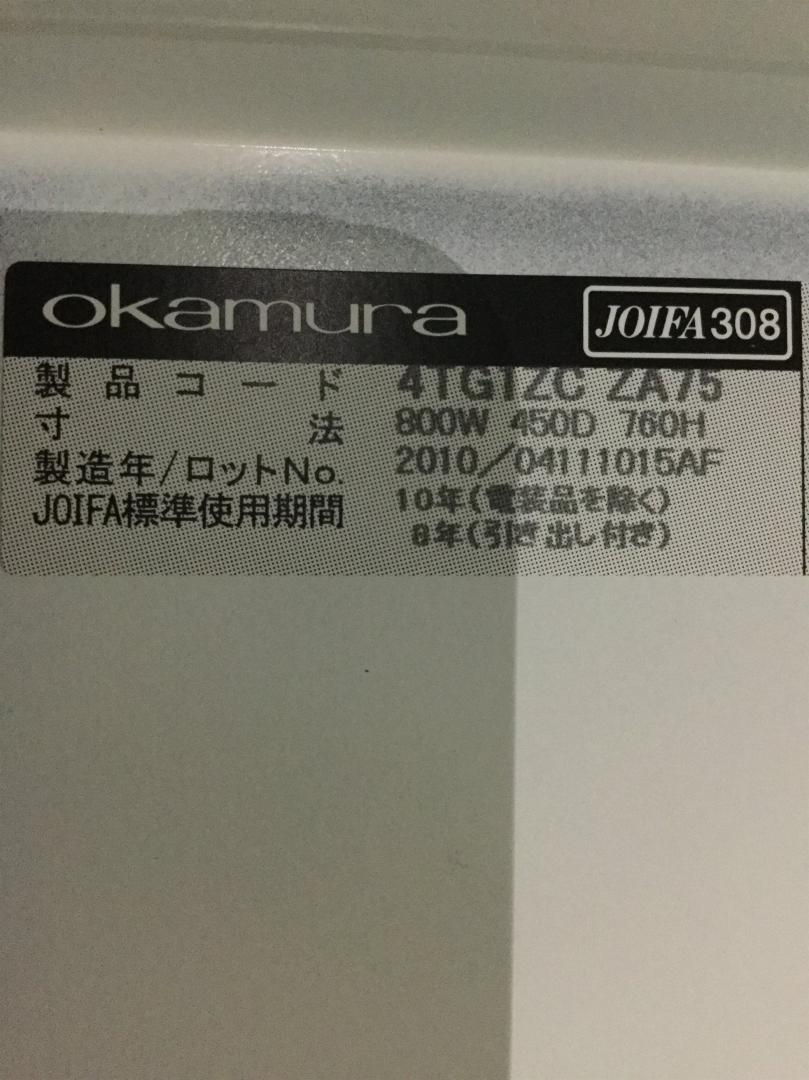 okamura JOIFA308
製品コード 4TG1ZC ZA75
寸法 800W 450D 760H
製造年/ロットNo. 2010/04111015AF
JOIFA標準使用期間 10年(電装品を除く)
8年(引き出し付き)